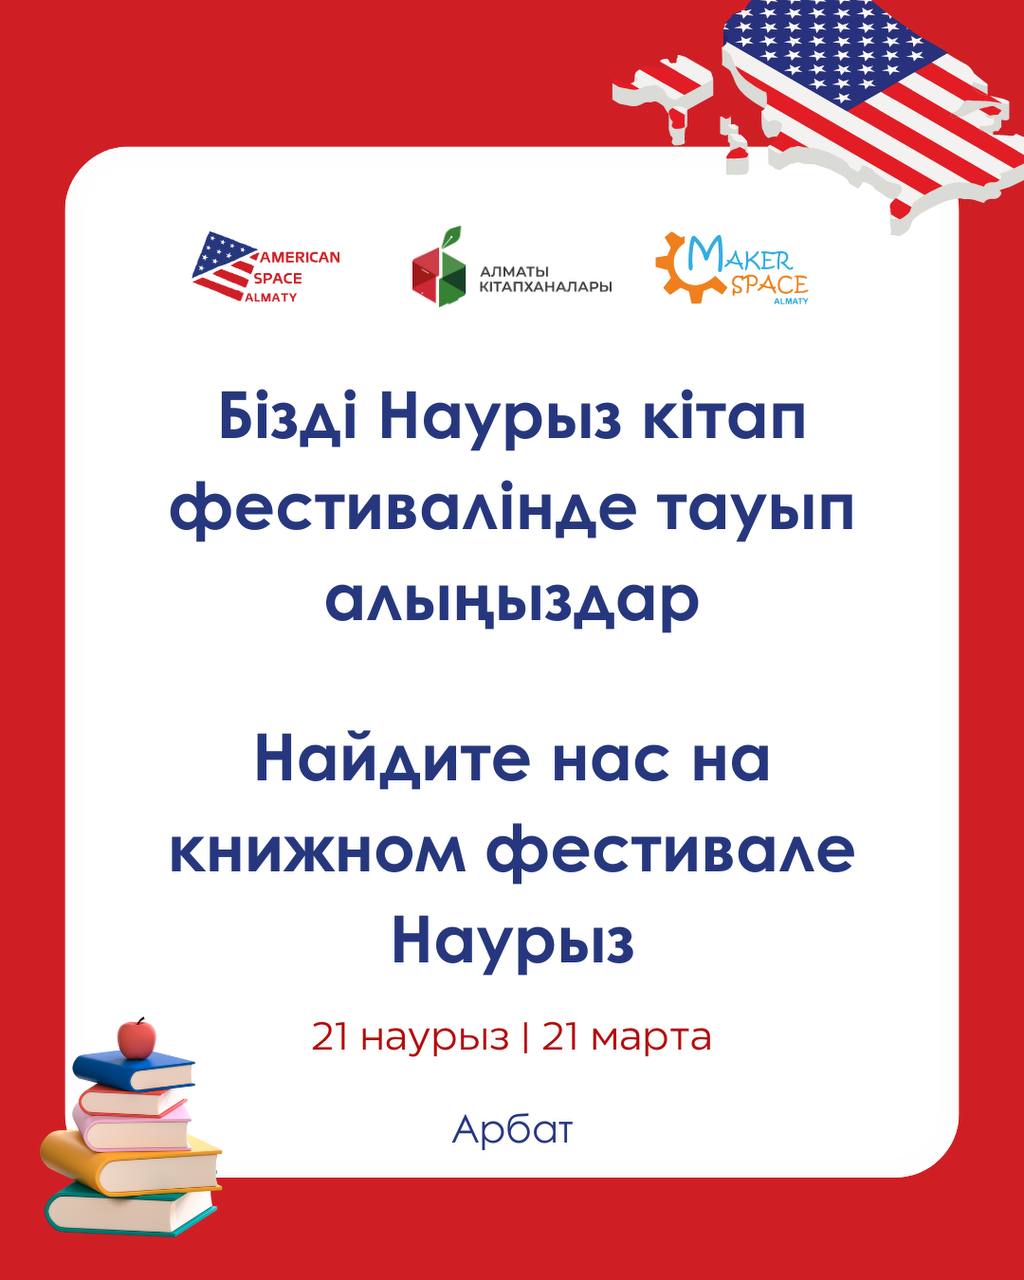 AMERICAN
SPACE
ALMATY
АЛМАТЫ
КІТАПХАНАЛАРЫ
MAKER
SPACE
ALMATY
Бізді Наурыз кітап
фестивалінде тауып
алыңыздар
Найдите нас на
книжном фестивале
Наурыз
21 наурыз | 21 марта
Арбат